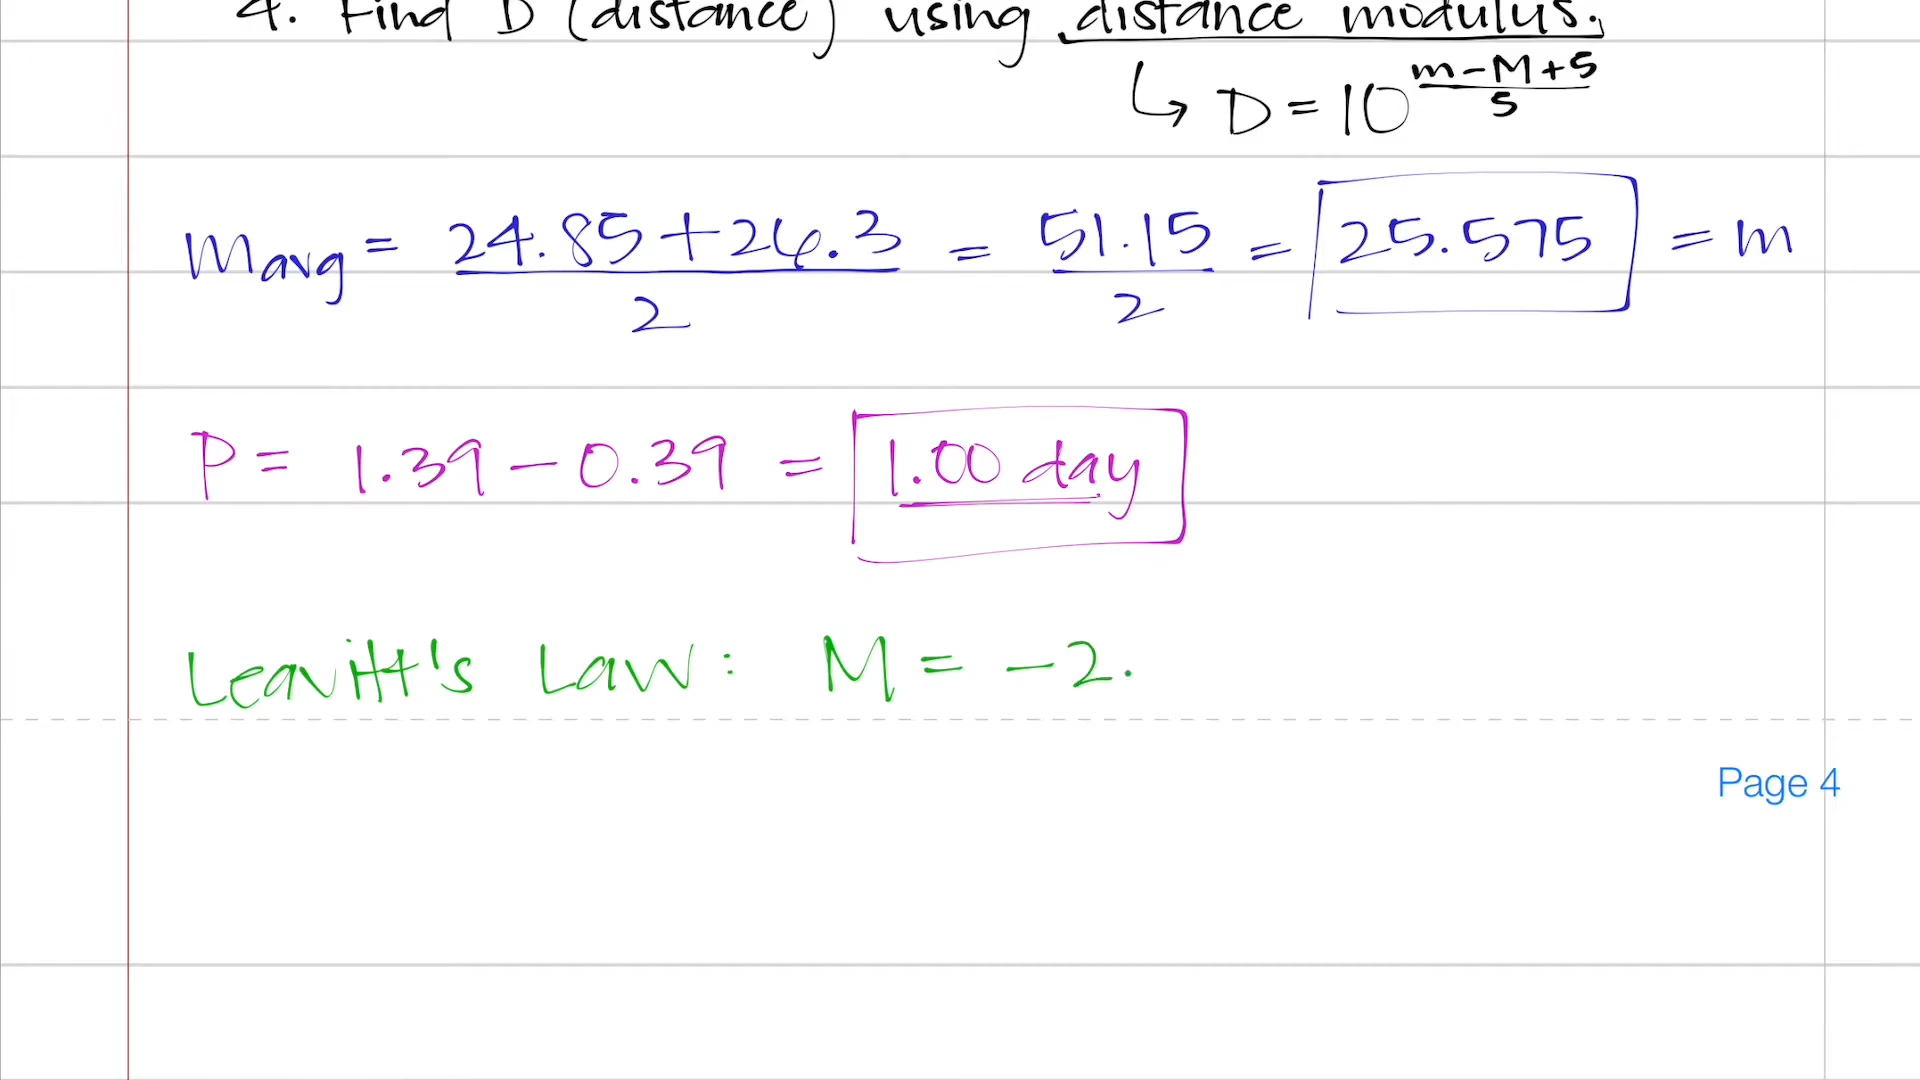 4. Find D (distance) using distance modulus.
↳ D = 10^((m-M+5)/5)
m avg = (24.85 + 26.3)/2 = 51.15/2 = 25.575 = m
P = 1.39 - 0.39 = 1.00 day
Leavitt's Law: M = -2.
Page 4